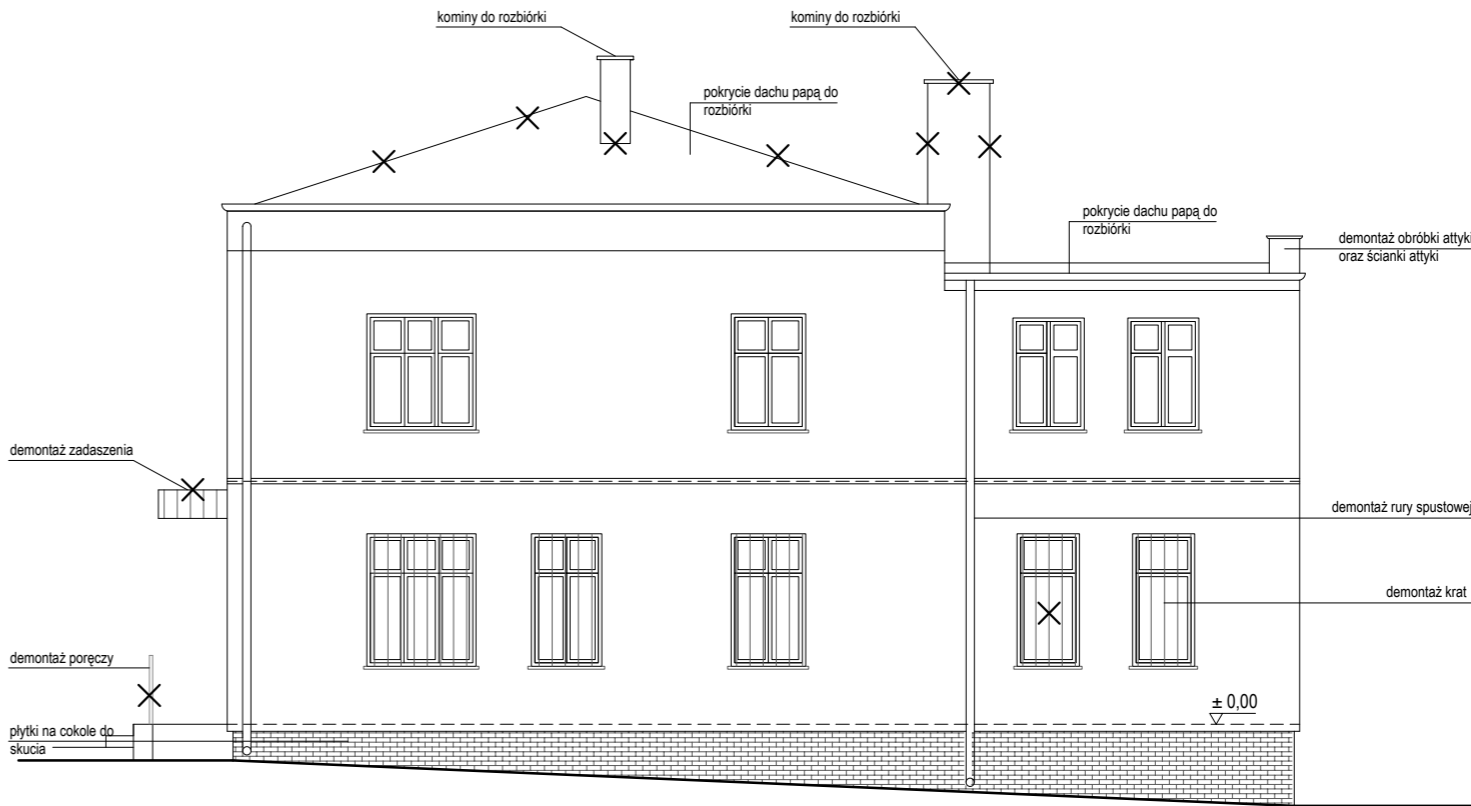 kominy do rozbiórki
kominy do rozbiórki
pokrycie dachu papą do
rozbiórki
pokrycie dachu papą do
rozbiórki
demontaż obróbki attyki
oraz ścianki attyki
demontaż zadaszenia
demontaż rury spustowej
demontaż krat
demontaż poręczy
± 0,00
płytki na cokole do
skucia